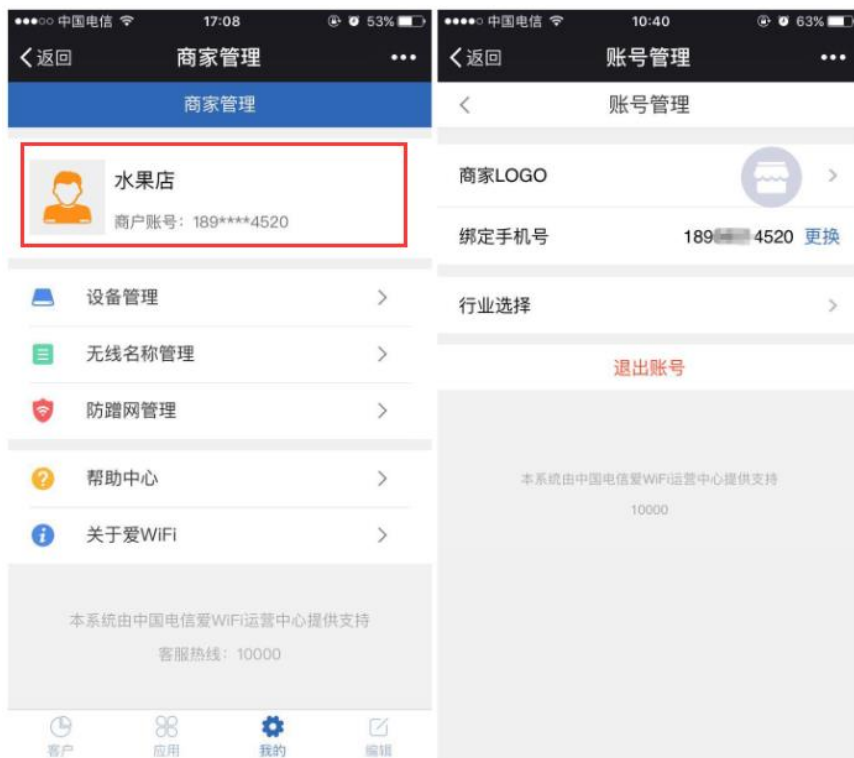 中国电信 17:08 53%
返回 商家管理
商家管理
水果店
商户账号：189****4520
设备管理
无线名称管理
防蹭网管理
帮助中心
关于爱WiFi
本系统由中国电信爱WiFi运营中心提供支持
客服热线：10000
客户 应用 我的 编辑
中国电信 10:40 63%
返回 账号管理
账号管理
商家LOGO
绑定手机号 189 4520 更换
行业选择
退出账号
本系统由中国电信爱WiFi运营中心提供支持
10000